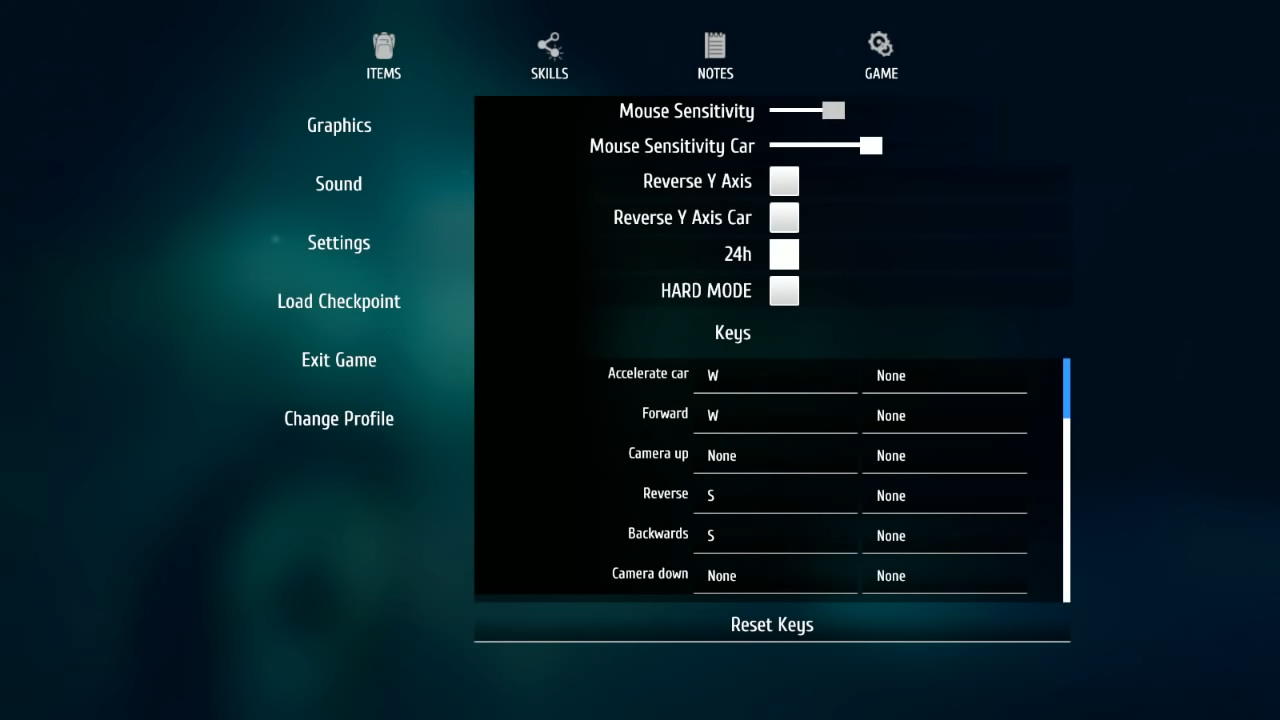 ITEMS
SKILLS
NOTES
GAME
Graphics
Sound
Settings
Load Checkpoint
Exit Game
Change Profile
Mouse Sensitivity
Mouse Sensitivity Car
Reverse Y Axis
Reverse Y Axis Car
24h
HARD MODE
Keys
Accelerate car W None
Forward W None
Camera up None None
Reverse S None
Backwards S None
Camera down None None
Reset Keys